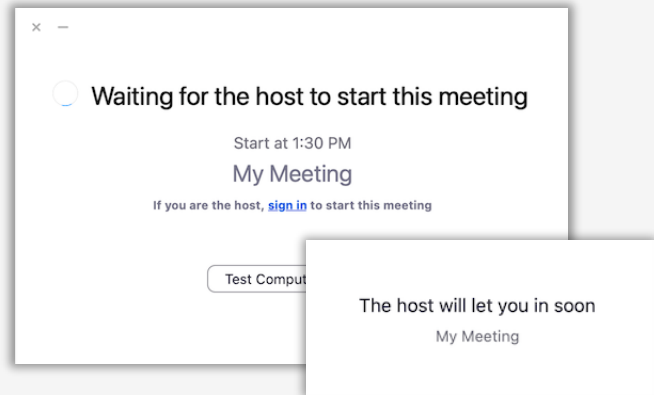 Waiting for the host to start this meeting
Start at 1:30 PM
My Meeting
If you are the host, sign in to start this meeting
Test Comput
The host will let you in soon
My Meeting